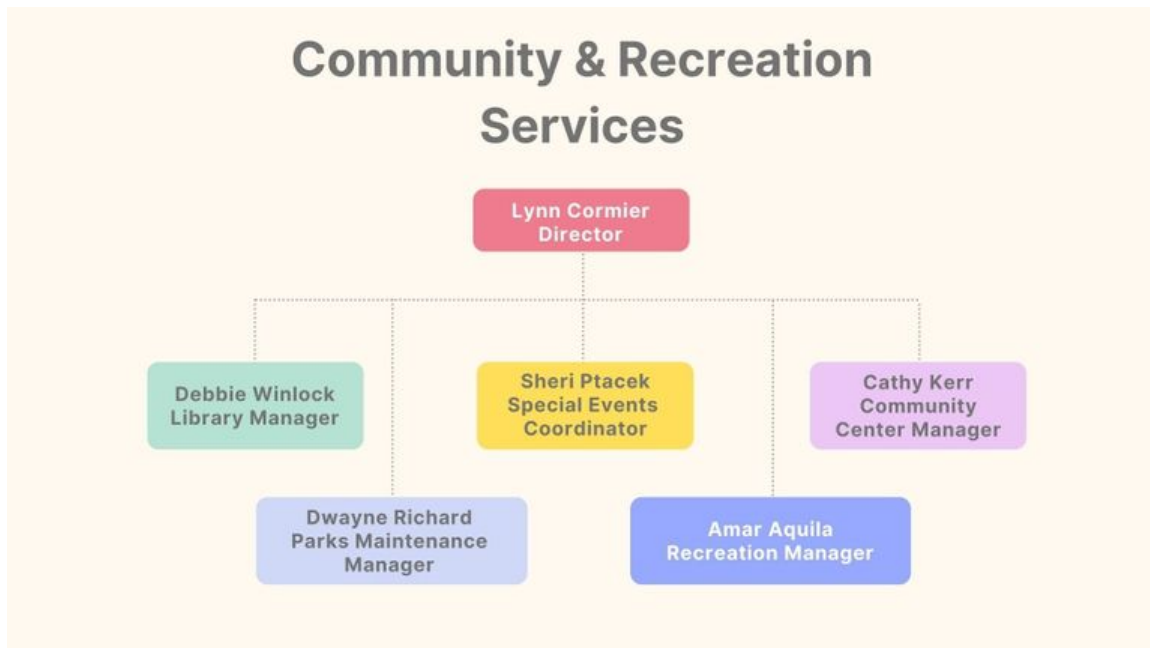 Community & Recreation
Services
Lynn Cormier
Director
Debbie Winlock
Library Manager
Sheri Ptacek
Special Events
Coordinator
Cathy Kerr
Community
Center Manager
Dwayne Richard
Parks Maintenance
Manager
Amar Aquila
Recreation Manager